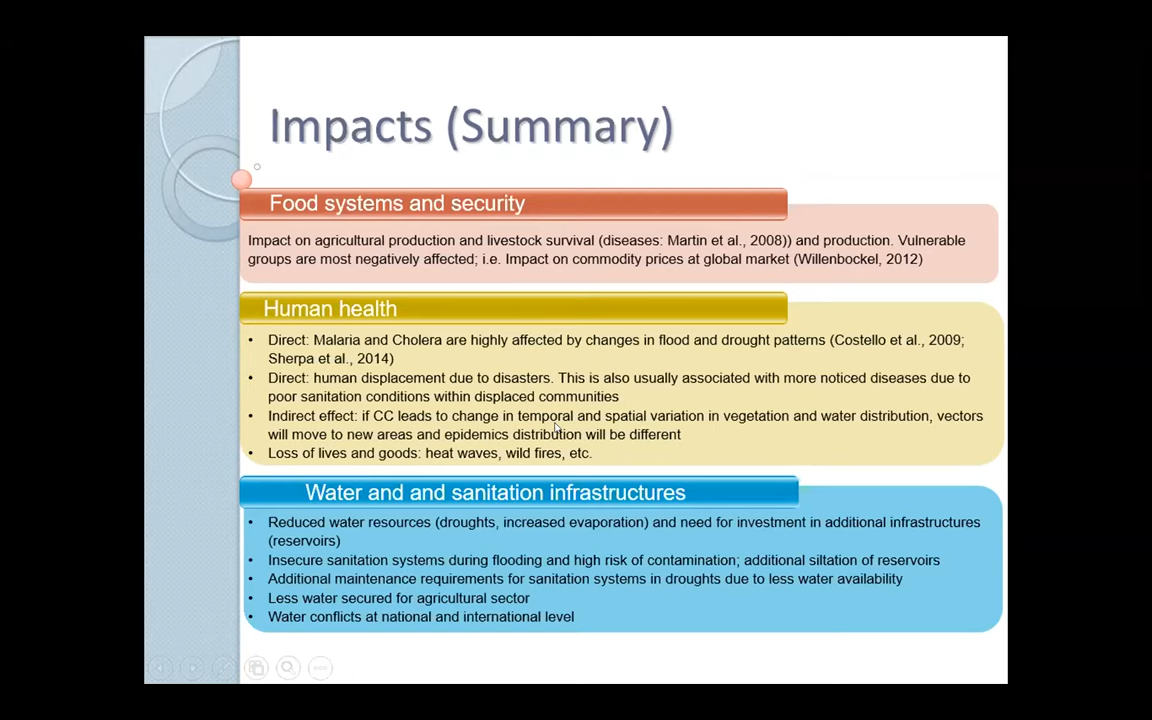 Impacts (Summary)
Food systems and security
Impact on agricultural production and livestock survival (diseases: Martin et al., 2008)) and production. Vulnerable
groups are most negatively affected; i.e. Impact on commodity prices at global market (Willenbockel, 2012)
Human health
• Direct: Malaria and Cholera are highly affected by changes in flood and drought patterns (Costello et al., 2009;
Sherpa et al., 2014)
• Direct: human displacement due to disasters. This is also usually associated with more noticed diseases due to
poor sanitation conditions within displaced communities
• Indirect effect: if CC leads to change in temporal and spatial variation in vegetation and water distribution, vectors
will move to new areas and epidemics distribution will be different
• Loss of lives and goods: heat waves, wild fires, etc.
Water and and sanitation infrastructures
• Reduced water resources (droughts, increased evaporation) and need for investment in additional infrastructures
(reservoirs)
• Insecure sanitation systems during flooding and high risk of contamination; additional siltation of reservoirs
• Additional maintenance requirements for sanitation systems in droughts due to less water availability
• Less water secured for agricultural sector
• Water conflicts at national and international level